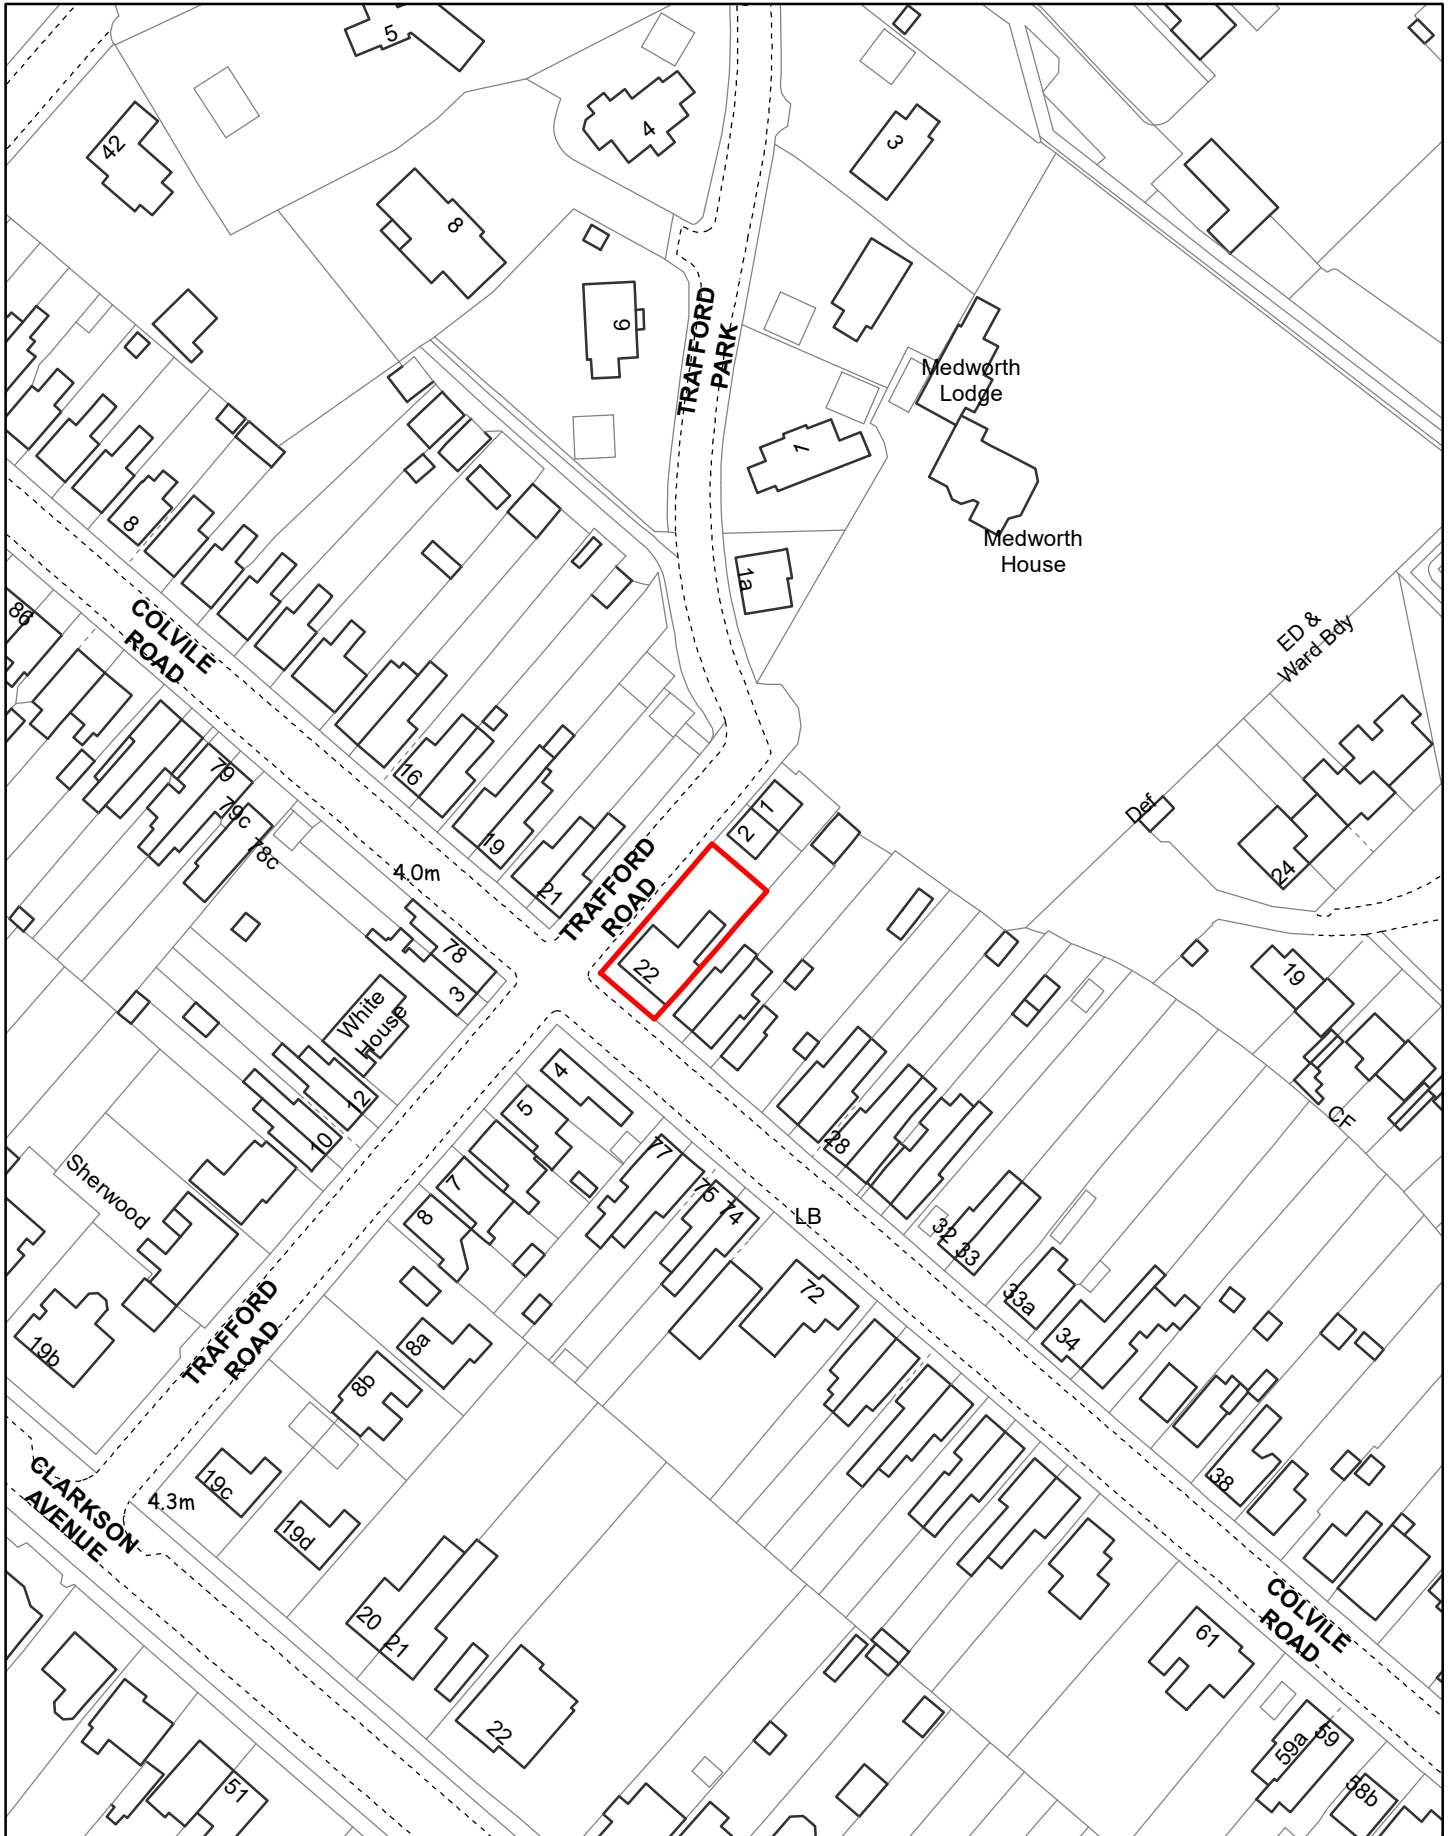 5
42
4
3
8
6
TRAFFORD
PARK
Medworth
Lodge
1
Medworth
House
1a
8
86
COLVILE
ROAD
ED &
Ward Bdy
79
79c
78c
16
19
21
4.0m
TRAFFORD
ROAD
1
2
Def
24
22
78
3
White
House
19
CF
12
10
4
5
7
8
77
75
74
28
LB
Sherwood
32
33
33a
34
72
19b
TRAFFORD
ROAD
8a
8b
38
CLARKSON
AVENUE
4.3m
19c
19d
20
21
22
COLVILE
ROAD
61
59a
59
58b
51